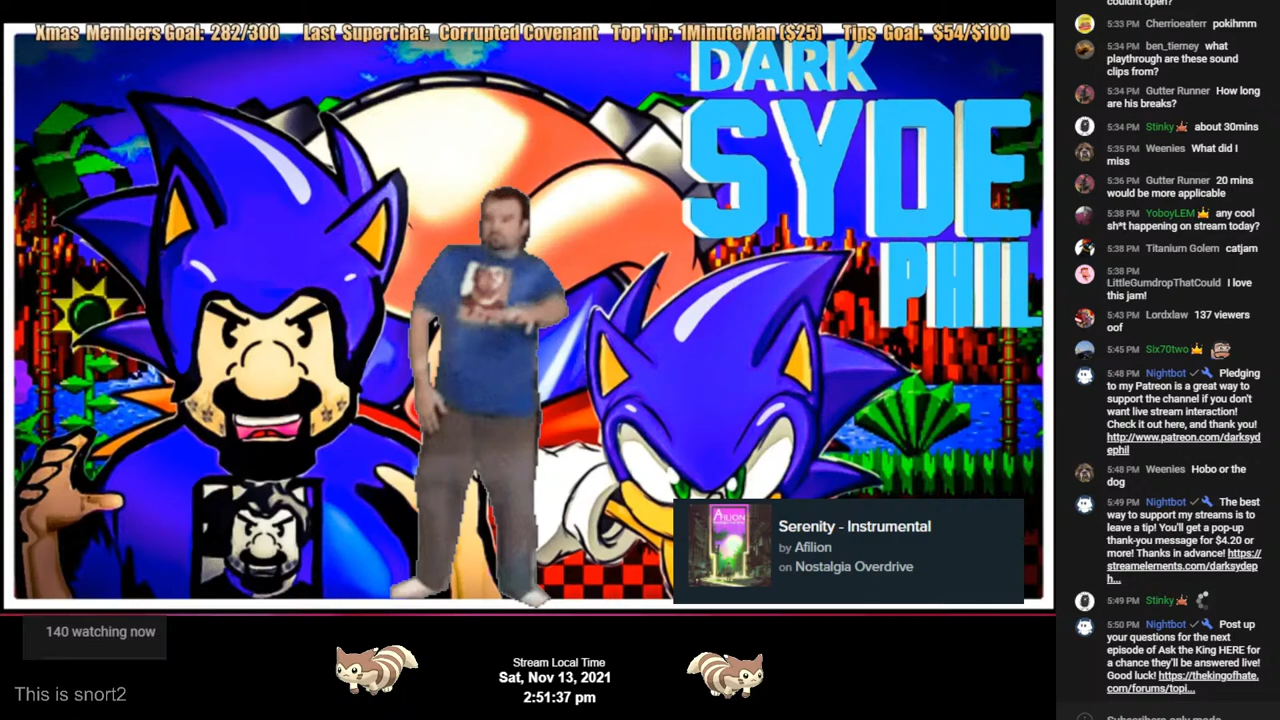 Xmas Members Goal: 282/300 Last Superchat: Corrupted Covenant Top Tip: 1MinuteMan ($25) Tips Goal: $54/$100
DARK
SYDE
PHIL
Serenity - Instrumental
by Afilion
on Nostalgia Overdrive
AFILION
140 watching now
This is snort2
Stream Local Time
Sat, Nov 13, 2021
2:51:37 pm
couldnt open?
5:33 PM Cherrioeaterr pokihmm
5:34 PM ben_tierney what
playthrough are these sound
clips from?
5:34 PM Gutter Runner How long
are his breaks?
5:34 PM Stinky about 30mins
5:35 PM Weenies What did I
miss
5:36 PM Gutter Runner 20 mins
would be more applicable
5:38 PM YoboyLEM any cool
sh*t happening on stream today?
5:38 PM Titanium Golem catjam
5:38 PM
LittleGumdropThatCould I love
this jam!
5:43 PM Lordxlaw 137 viewers
oof
5:45 PM Six70two
5:48 PM Nightbot Pledging
to my Patreon is a great way to
support the channel if you don't
want live stream interaction!
Check it out here, and thank you!
http://www.patreon.com/darksyd
ephil
5:48 PM Weenies Hobo or the
dog
5:49 PM Nightbot The best
way to support my streams is to
leave a tip! You'll get a pop-up
thank-you message for $4.20 or
more! Thanks in advance! https://
streamelements.com/darksydep
h...
5:49 PM Stinky
5:50 PM Nightbot Post up
your questions for the next
episode of Ask the King HERE for
a chance they'll be answered live!
Good luck! https://thekingofhate.
com/forums/topi...
Subscribers-only mode